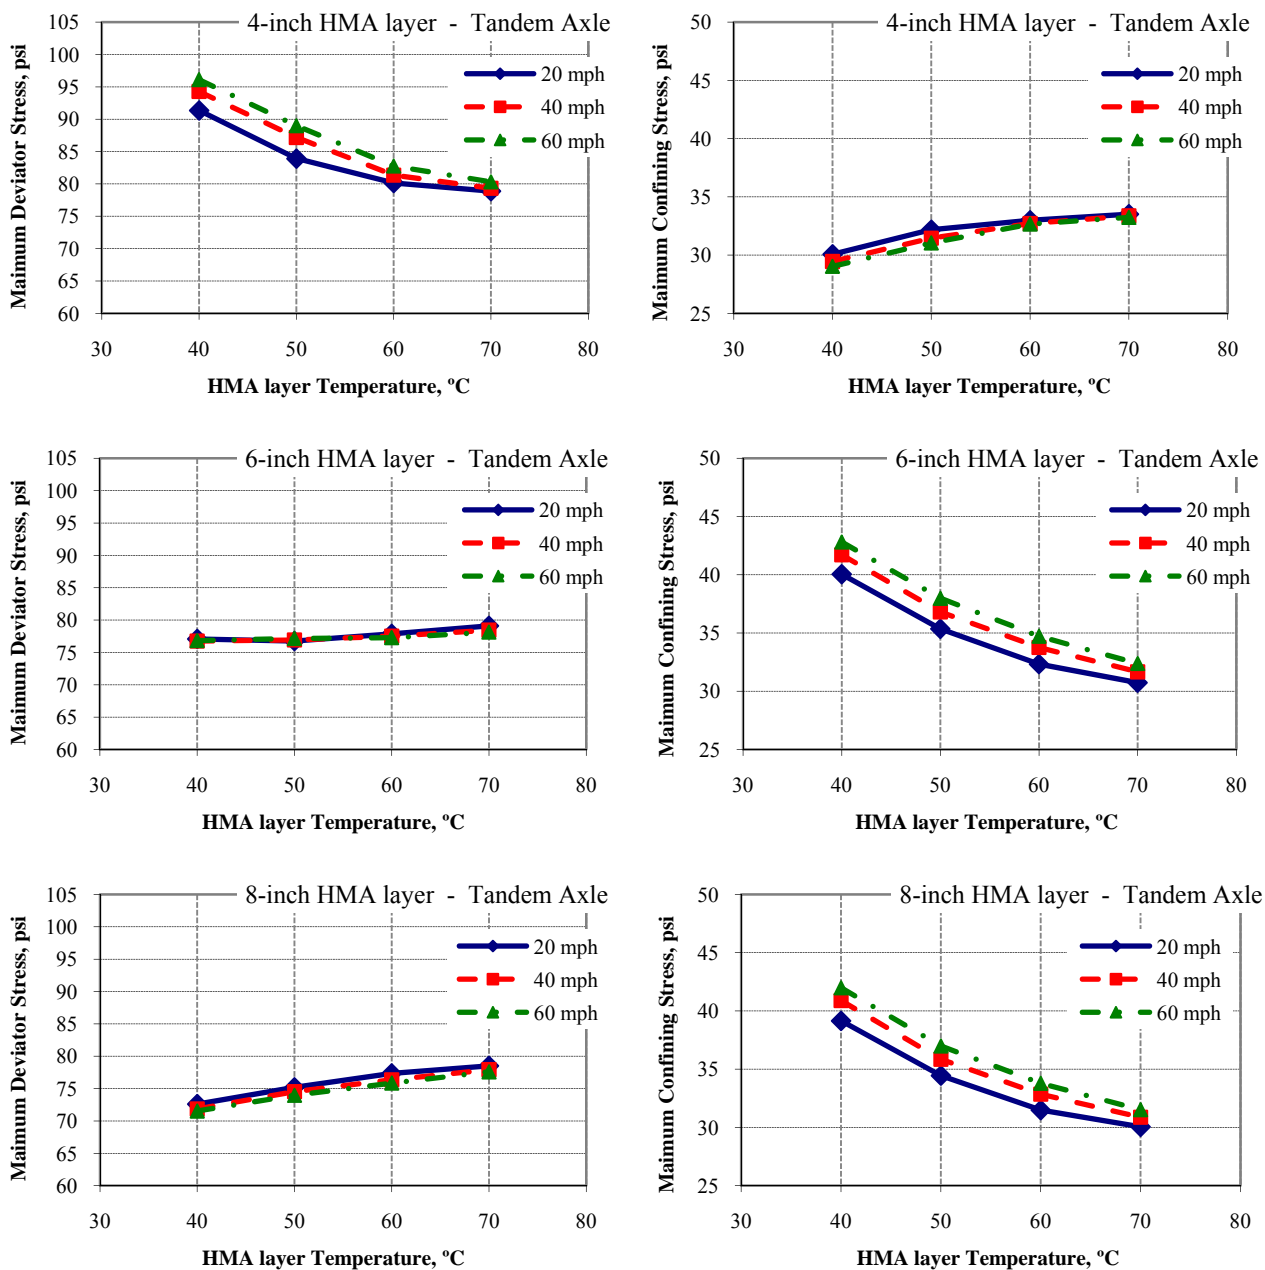 4-inch HMA layer  -  Tandem Axle
Maimum Deviator Stress, psi
105
100
95
90
85
80
75
70
65
60
20 mph
40 mph
60 mph
30 40 50 60 70 80
HMA layer Temperature, ºC
4-inch HMA layer  -  Tandem Axle
Maimum Confining Stress, psi
50
45
40
35
30
25
20 mph
40 mph
60 mph
30 40 50 60 70 80
HMA layer Temperature, ºC
6-inch HMA layer  -  Tandem Axle
Maimum Deviator Stress, psi
105
100
95
90
85
80
75
70
65
60
20 mph
40 mph
60 mph
30 40 50 60 70 80
HMA layer Temperature, ºC
6-inch HMA layer  -  Tandem Axle
Maimum Confining Stress, psi
50
45
40
35
30
25
20 mph
40 mph
60 mph
30 40 50 60 70 80
HMA layer Temperature, ºC
8-inch HMA layer  -  Tandem Axle
Maimum Deviator Stress, psi
105
100
95
90
85
80
75
70
65
60
20 mph
40 mph
60 mph
30 40 50 60 70 80
HMA layer Temperature, ºC
8-inch HMA layer  -  Tandem Axle
Maimum Confining Stress, psi
50
45
40
35
30
25
20 mph
40 mph
60 mph
30 40 50 60 70 80
HMA layer Temperature, ºC